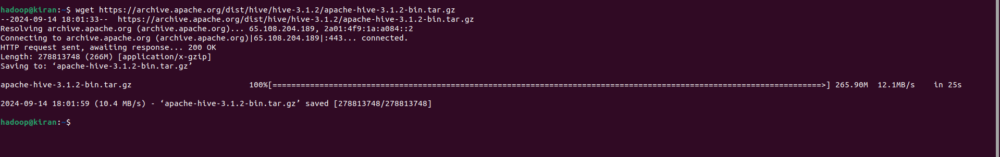 hadoop@kiran:~$ wget https://archive.apache.org/dist/hive/hive-3.1.2/apache-hive-3.1.2-bin.tar.gz
--2024-09-14 18:01:33--  https://archive.apache.org/dist/hive/hive-3.1.2/apache-hive-3.1.2-bin.tar.gz
Resolving archive.apache.org (archive.apache.org)... 65.108.204.189, 2a01:4f9:1a:a084::2
Connecting to archive.apache.org (archive.apache.org)|65.108.204.189|:443... connected.
HTTP request sent, awaiting response... 200 OK
Length: 278813748 (266M) [application/x-gzip]
Saving to: ‘apache-hive-3.1.2-bin.tar.gz’
apache-hive-3.1.2-bin.tar.gz                         100%[=====================================================================================================================>] 265.90M  12.1MB/s    in 25s
2024-09-14 18:01:59 (10.4 MB/s) - ‘apache-hive-3.1.2-bin.tar.gz’ saved [278813748/278813748]
hadoop@kiran:~$